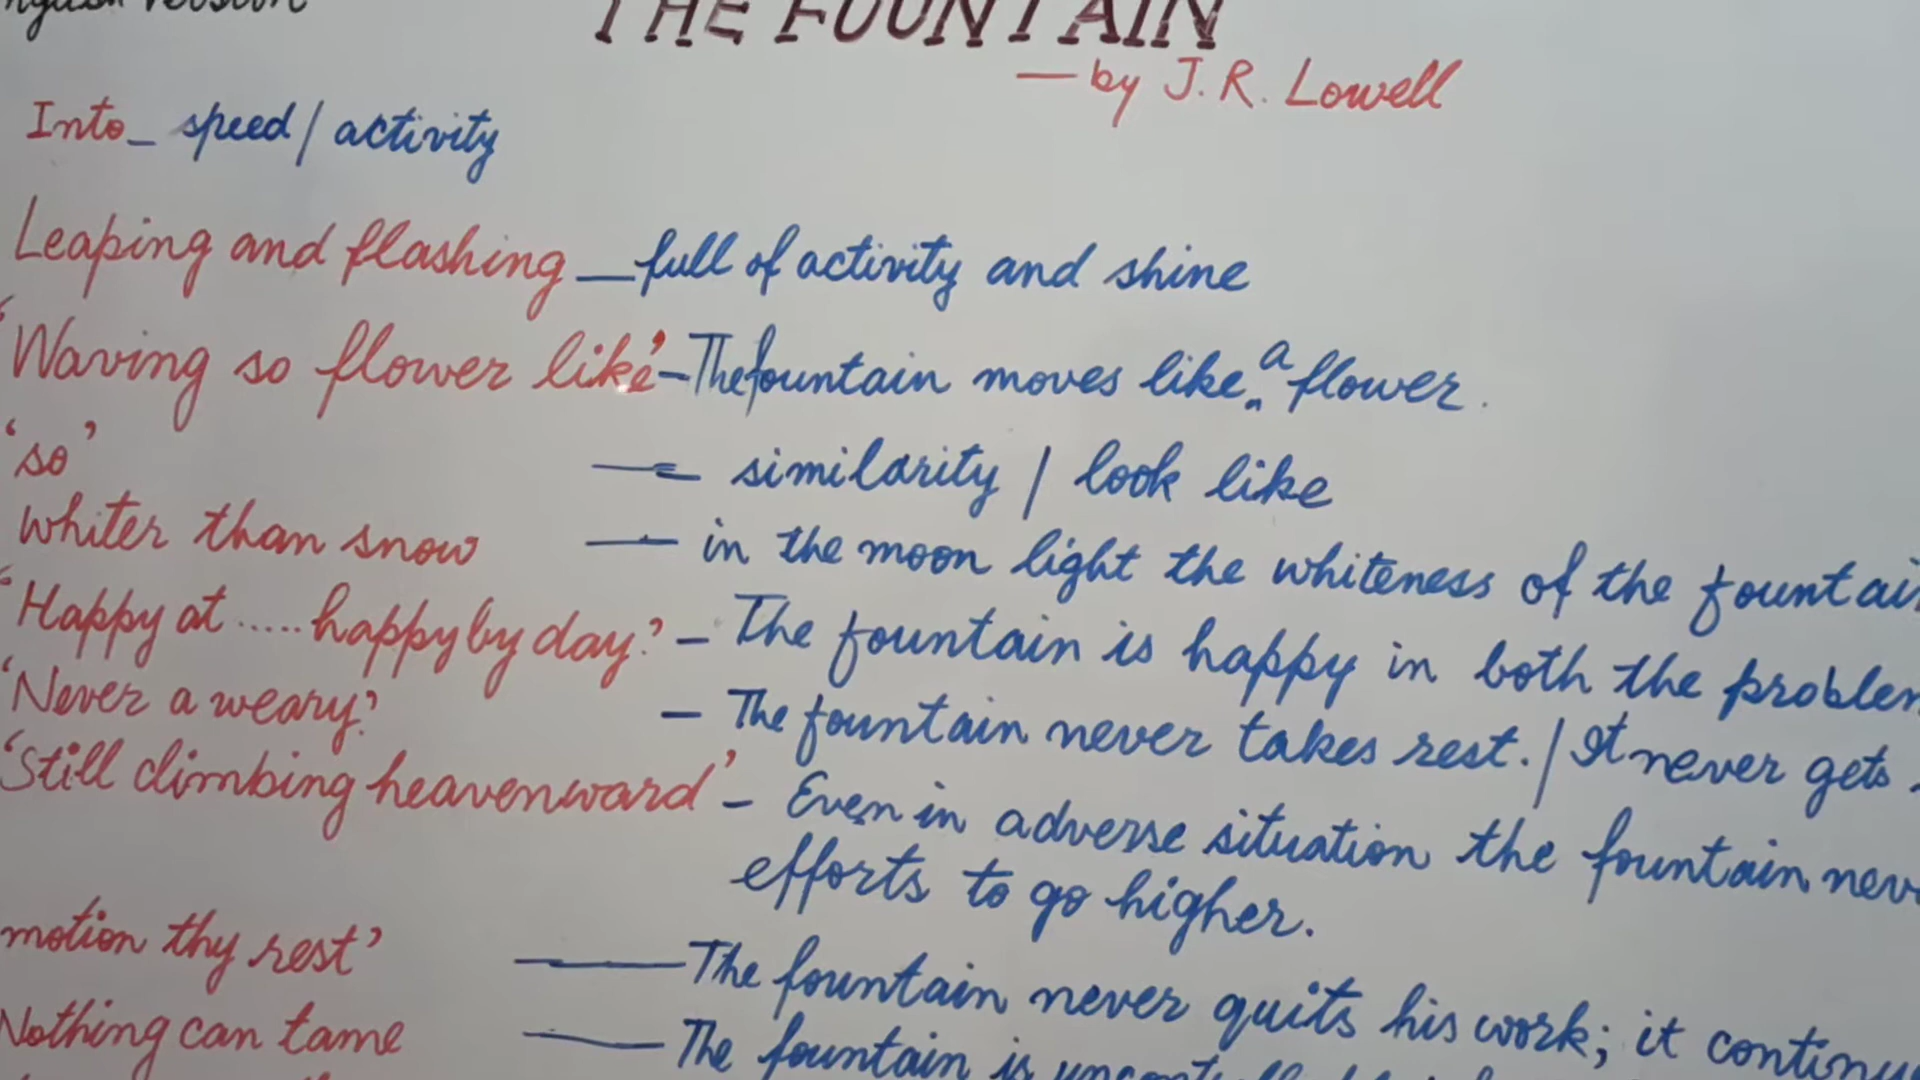 THE FOUNTAIN
— by J. R. Lowell
Into_ speed / activity
Leaping and flashing — full of activity and shine
'Waving so flower like' - The fountain moves like a flower.
'so' — similarity / look like
whiter than snow — in the moon light the whiteness of the
'Happy at ..... happy by day.' - The fountain is happy in both the
'Never a weary.' - The fountain never takes rest. / It never gets
'Still climbing heavenward' - Even in adverse situation the fountain
efforts to go higher.
motion thy rest' — The fountain never quits his work; it
Nothing can tame — The fountain is